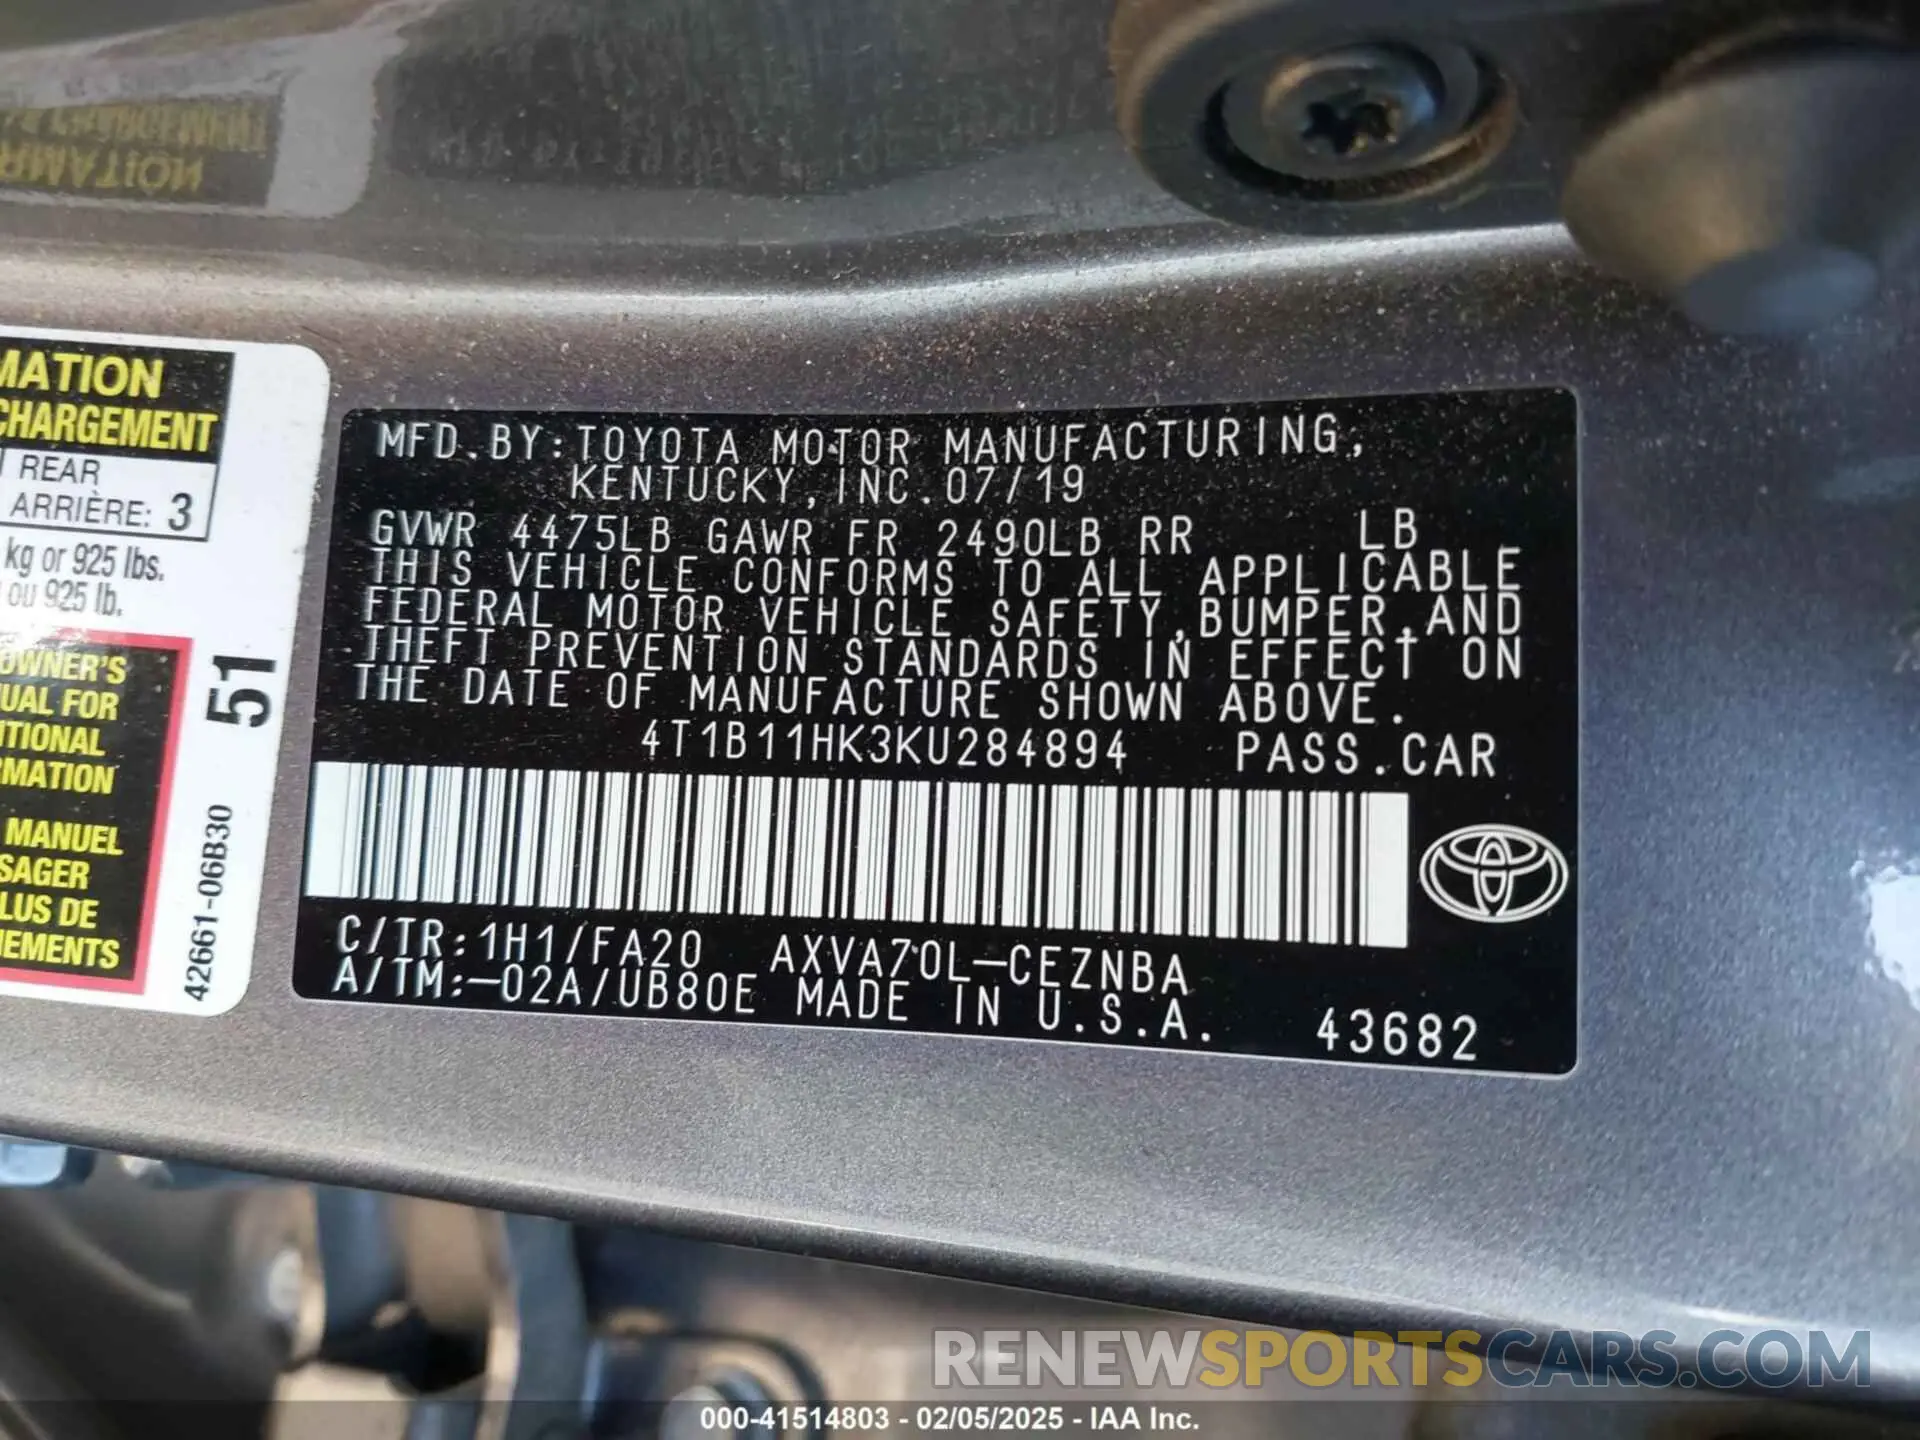 MATION
CHARGEMENT
REAR
ARRIÈRE: 3
kg or 925 lbs.
ou 925 lb.
OWNER'S
UAL FOR
ITIONAL
RMATION
MANUEL
SAGER
LUS DE
NEMENTS
51
42661-06B30
MFD.BY:TOYOTA MOTOR MANUFACTURING,
KENTUCKY,INC.07/19
GVWR 4475LB GAWR FR 2490LB RR LB
THIS VEHICLE CONFORMS TO ALL APPLICABLE
FEDERAL MOTOR VEHICLE SAFETY,BUMPER,AND
THEFT PREVENTION STANDARDS IN EFFECT ON
THE DATE OF MANUFACTURE SHOWN ABOVE.
4T1B11HK3KU284894 PASS.CAR
C/TR:1H1/FA20 AXVA70L-CEZNBA
A/TM:-02A/UB80E MADE IN U.S.A. 43682
RENEWSPORTSCARS.COM
000-41514803 - 02/05/2025 - IAA Inc.